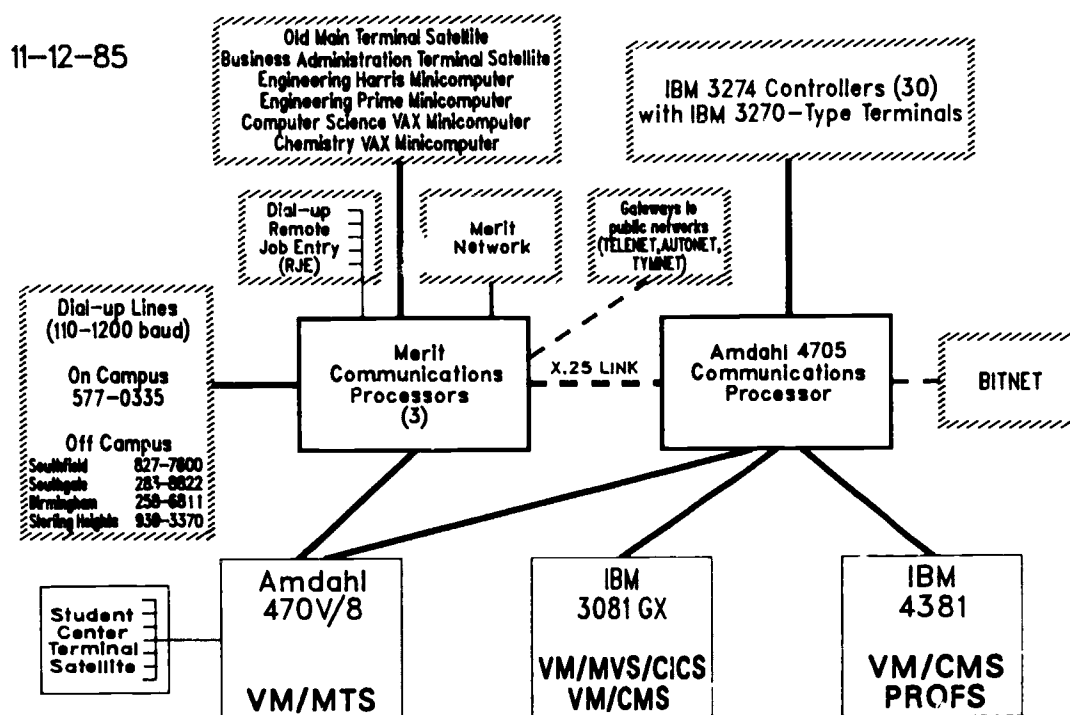 11-12-85
Old Main Terminal Satellite
Business Administration Terminal Satellite
Engineering Harris Minicomputer
Engineering Prime Minicomputer
Computer Science VAX Minicomputer
Chemistry VAX Minicomputer
IBM 3274 Controllers (30)
with IBM 3270-Type Terminals
Dial-up
Remote
Job Entry
(RJE)
Merit
Network
Gateways to
public networks
(TELENET, AUTONET,
TYMNET)
Dial-up Lines
(110-1200 baud)
On Campus
577-0335
Off Campus
Southfield 827-7800
Southgate 283-8822
Birmingham 258-6811
Sterling Heights 939-3370
Merit
Communications
Processors
(3)
X.25 LINK
Amdahl 4705
Communications
Processor
BITNET
Student
Center
Terminal
Satellite
Amdahl
470V/8
VM/MTS
IBM
3081 GX
VM/MVS/CICS
VM/CMS
IBM
4381
VM/CMS
PROFS